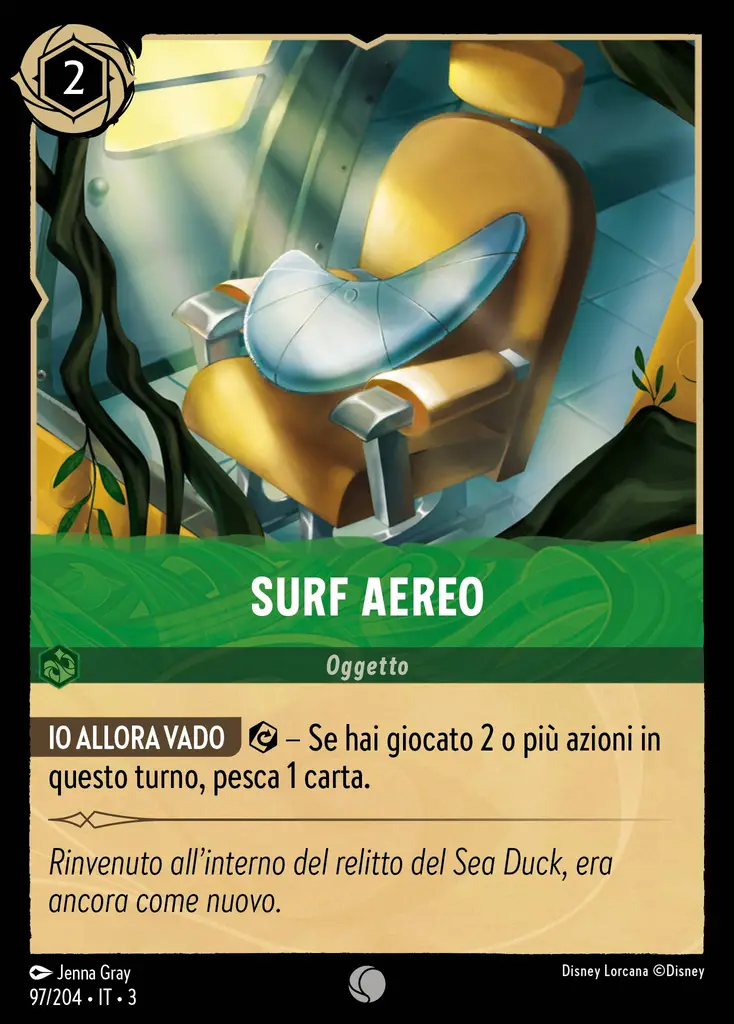 2
SURF AEREO
Oggetto
IO ALLORA VADO – Se hai giocato 2 o più azioni in
questo turno, pesca 1 carta.
Rinvenuto all'interno del relitto del Sea Duck, era
ancora come nuovo.
Jenna Gray
Disney Lorcana ©Disney
97/204 • IT • 3